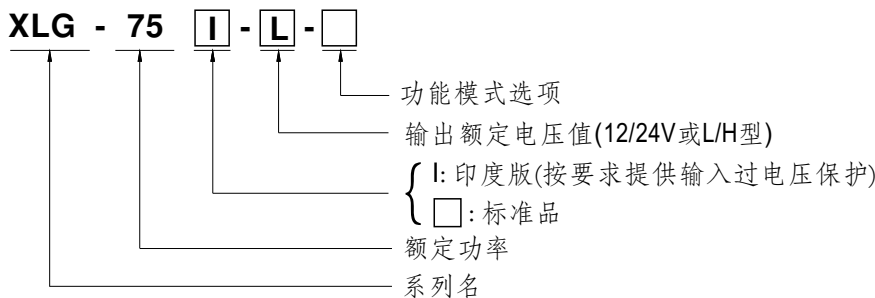 XLG - 75 I - L - □
功能模式选项
输出额定电压值(12/24V或L/H型)
I: 印度版(按要求提供输入过电压保护)
□: 标准品
额定功率
系列名